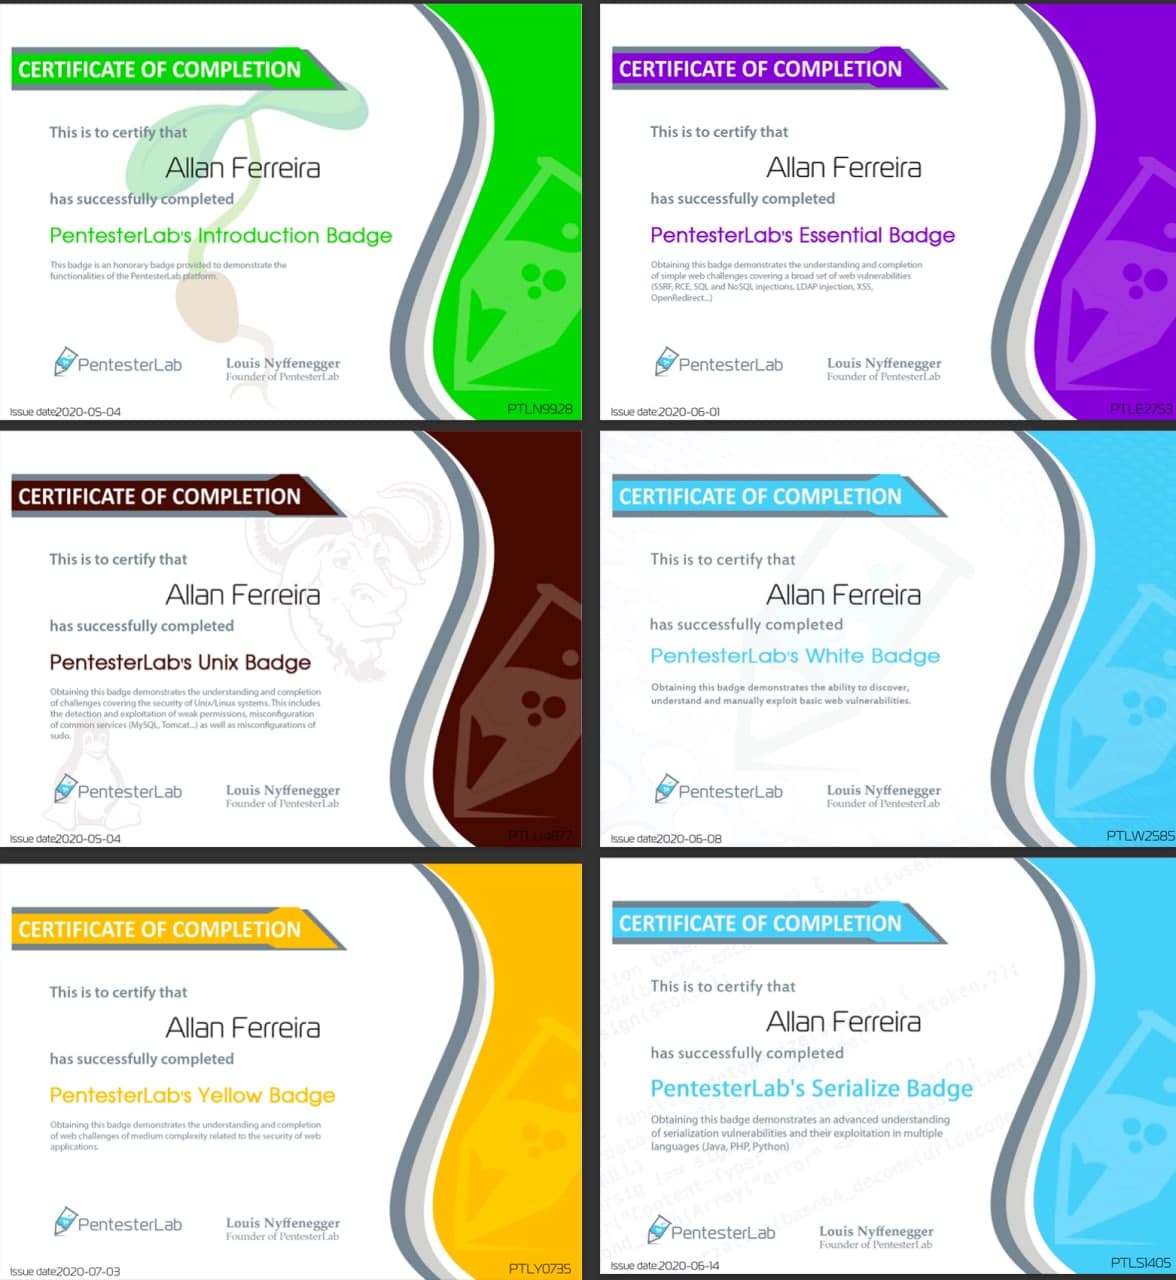 CERTIFICATE OF COMPLETION
This is to certify that
Allan Ferreira
has successfully completed
PentesterLab's Introduction Badge
This badge is an honorary badge provided to demonstrate the
functionalities of the PentesterLab platform.
PentesterLab
Louis Nyffenegger
Founder of PentesterLab
Issue date2020-05-04
PTLN9928
CERTIFICATE OF COMPLETION
This is to certify that
Allan Ferreira
has successfully completed
PentesterLab's Essential Badge
Obtaining this badge demonstrates the understanding and completion
of simple web challenges covering a broad set of web vulnerabilities
(SSRF, RCE, SQL and NoSQL injections, LDAP injection, XSS,
OpenRedirect...)
PentesterLab
Louis Nyffenegger
Founder of PentesterLab
Issue date2020-06-01
PTLE2753
CERTIFICATE OF COMPLETION
This is to certify that
Allan Ferreira
has successfully completed
PentesterLab's Unix Badge
Obtaining this badge demonstrates the understanding and completion
of challenges covering the security of Unix/Linux systems. This includes
the detection and exploitation of weak permissions, misconfiguration
of common services (MySQL, Tomcat...) as well as misconfigurations of
sudo.
PentesterLab
Louis Nyffenegger
Founder of PentesterLab
Issue date2020-05-04
CERTIFICATE OF COMPLETION
This is to certify that
Allan Ferreira
has successfully completed
PentesterLab's White Badge
Obtaining this badge demonstrates the ability to discover,
understand and manually exploit basic web vulnerabilities.
PentesterLab
Louis Nyffenegger
Founder of PentesterLab
Issue date2020-06-08
PTLW2585
CERTIFICATE OF COMPLETION
This is to certify that
Allan Ferreira
has successfully completed
PentesterLab's Yellow Badge
Obtaining this badge demonstrates the understanding and completion
of web challenges of medium complexity related to the security of web
applications.
PentesterLab
Louis Nyffenegger
Founder of PentesterLab
Issue date2020-07-03
PTLY0735
CERTIFICATE OF COMPLETION
This is to certify that
Allan Ferreira
has successfully completed
PentesterLab's Serialize Badge
Obtaining this badge demonstrates an advanced understanding
of serialization vulnerabilities and their exploitation in multiple
languages (Java, PHP, Python)
PentesterLab
Louis Nyffenegger
Founder of PentesterLab
Issue date2020-06-14
PTLS1405